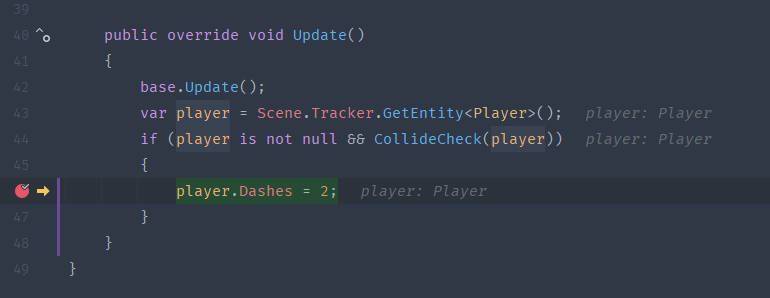 39
40 public override void Update()
41 {
42 base.Update();
43 var player = Scene.Tracker.GetEntity<Player>(); player: Player
44 if (player is not null && CollideCheck(player)) player: Player
45 {
player.Dashes = 2; player: Player
47 }
48 }
49 }